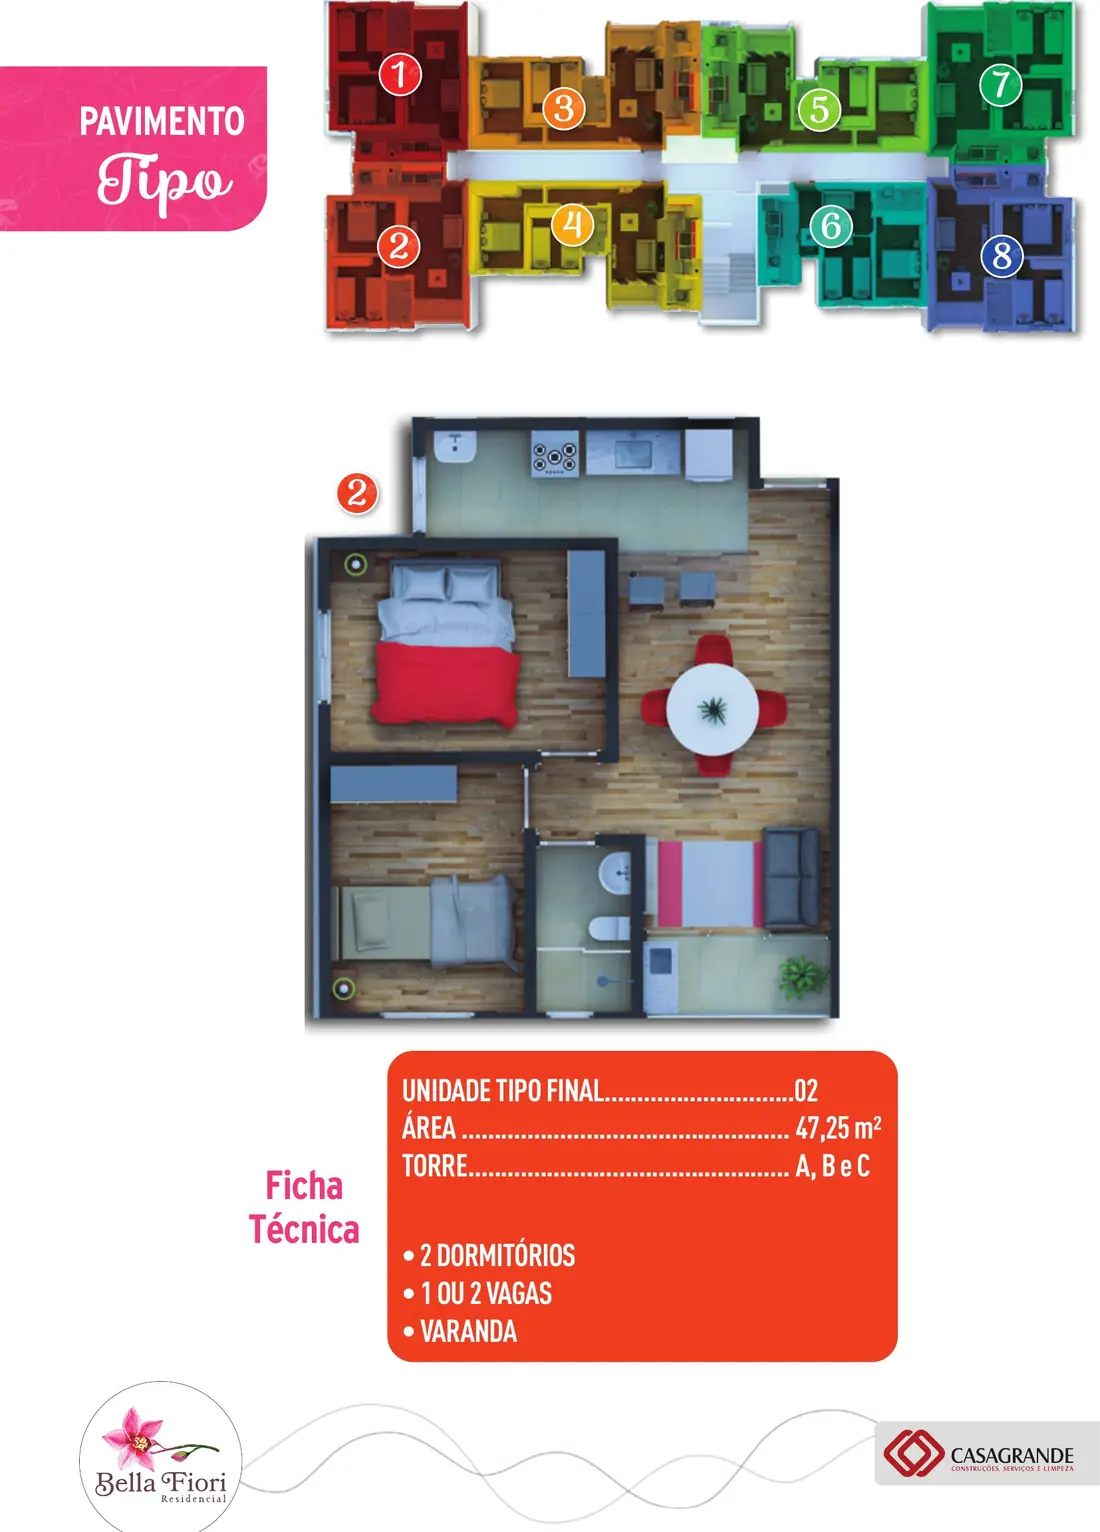 PAVIMENTO
Tipo
1
3
5
7
2
4
6
8
2
UNIDADE TIPO FINAL.............................02
ÁREA .................................................. 47,25 m²
TORRE................................................. A, B e C
Ficha
Técnica
• 2 DORMITÓRIOS
• 1 OU 2 VAGAS
• VARANDA
Bella Fiori
Residencial
CASAGRANDE
CONSTRUÇÕES, SERVIÇOS E LIMPEZA